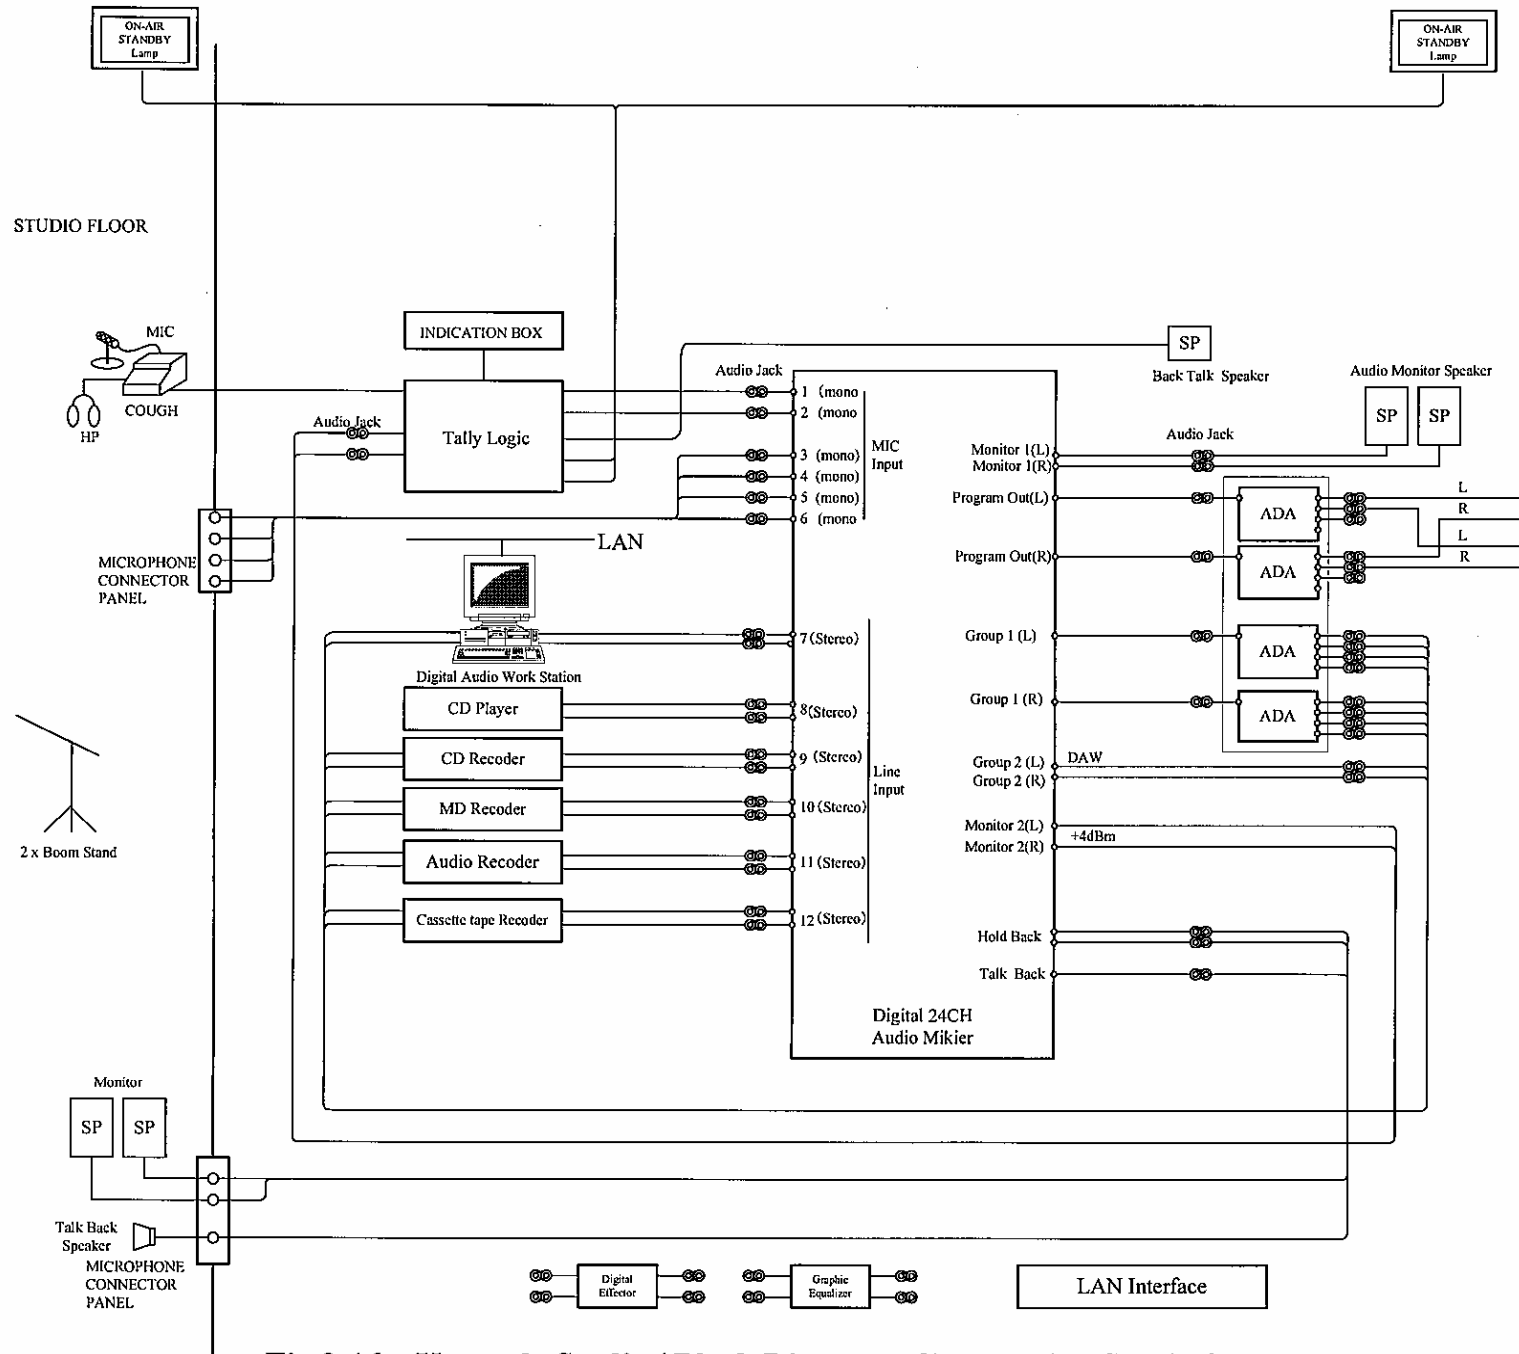 ON-AIR
STANDBY
Lamp
ON-AIR
STANDBY
Lamp
STUDIO FLOOR
MIC
COUGH
HP
INDICATION BOX
Tally Logic
Audio Jack
Audio Jack
SP
Back Talk Speaker
Audio Monitor Speaker
SP
SP
Audio Jack
1 (mono
2 (mono
3 (mono)
4 (mono)
5 (mono)
6 (mono
MIC
Input
Monitor 1(L)
Monitor 1(R)
Program Out(L)
Program Out(R)
Group 1 (L)
Group 1 (R)
Group 2 (L)
Group 2 (R)
DAW
Monitor 2(L)
Monitor 2(R)
+4dBm
Hold Back
Talk Back
ADA
ADA
ADA
ADA
L
R
L
R
MICROPHONE
CONNECTOR
PANEL
LAN
Digital Audio Work Station
CD Player
CD Recoder
MD Recoder
Audio Recoder
Cassette tape Recoder
7 (Stereo)
8 (Stereo)
9 (Stereo)
10 (Stereo)
11 (Stereo)
12 (Stereo)
Line
Input
Digital 24CH
Audio Mikier
2 x Boom Stand
Monitor
SP
SP
Talk Back
Speaker
MICROPHONE
CONNECTOR
PANEL
Digital
Effector
Graphic
Equalizer
LAN Interface